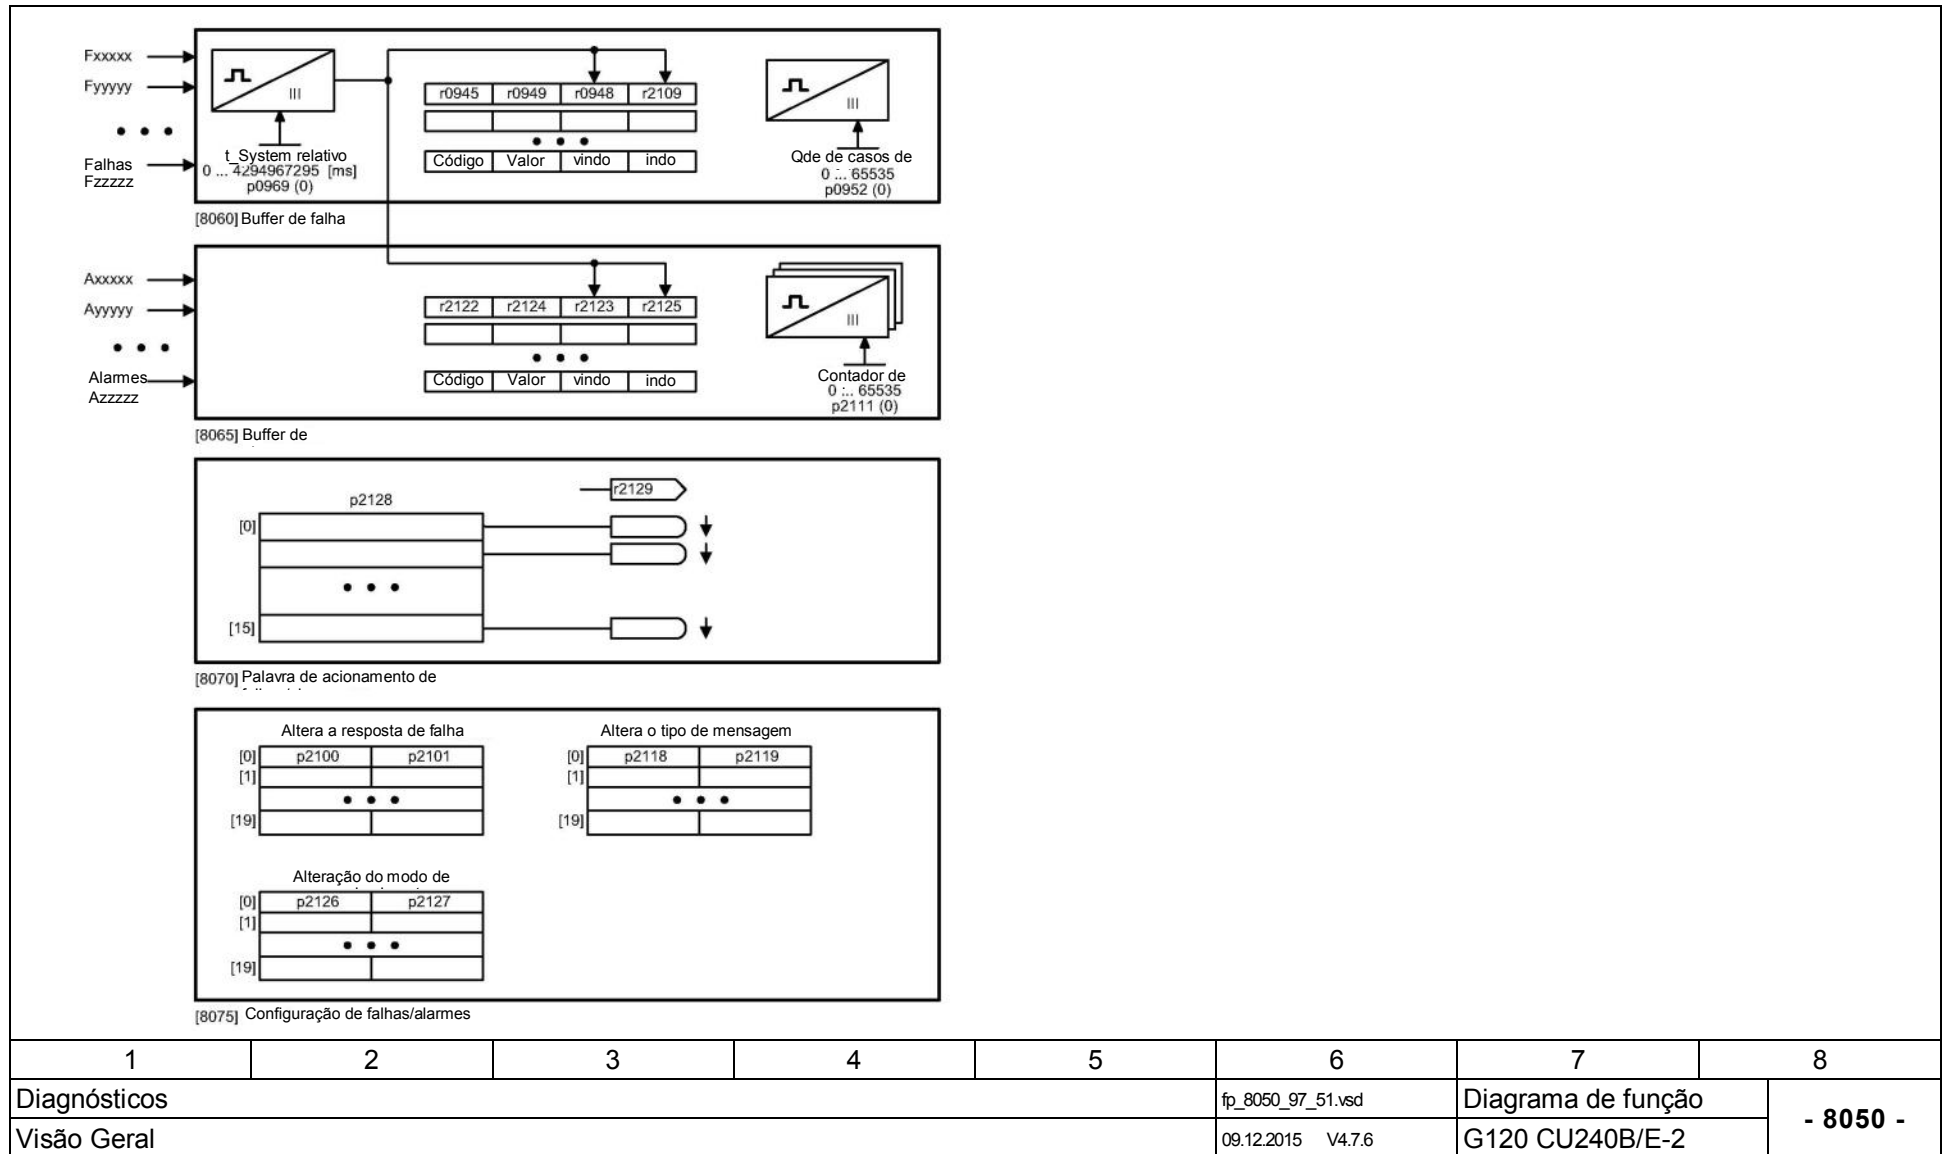 Fxxxxx
Fyyyyy
Falhas
Fzzzzz
III
t_System relativo
0 ... 4294967295 [ms]
p0969 (0)
r0945 r0949 r0948 r2109
Código Valor vindo indo
III
Qde de casos de
0 ... 65535
p0952 (0)
[8060] Buffer de falha
Axxxxx
Ayyyyy
Alarmes
Azzzzz
r2122 r2124 r2123 r2125
Código Valor vindo indo
III
Contador de
0 ... 65535
p2111 (0)
[8065] Buffer de
p2128
r2129
[0]
[15]
[8070] Palavra de acionamento de
Altera a resposta de falha
[0] p2100 p2101
[1]
[19]
Altera o tipo de mensagem
[0] p2118 p2119
[1]
[19]
Alteração do modo de
[0] p2126 p2127
[1]
[19]
[8075] Configuração de falhas/alarmes
1 2 3 4 5 6 7 8
Diagnósticos
fp_8050_97_51.vsd
Diagrama de função
- 8050 -
Visão Geral
09.12.2015 V4.7.6
G120 CU240B/E-2